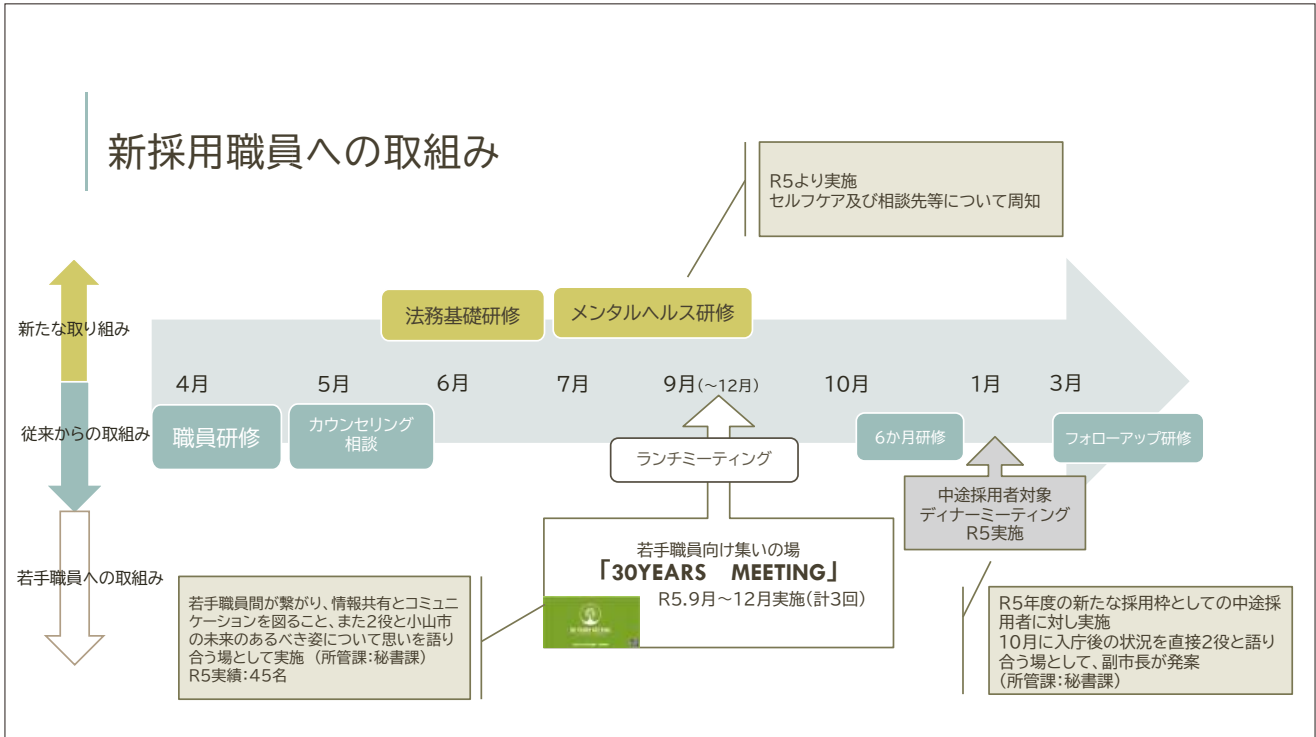 新採用職員への取組み
R5より実施
セルフケア及び相談先等について周知
新たな取り組み
法務基礎研修
メンタルヘルス研修
4月
5月
6月
7月
9月(～12月)
10月
1月
3月
従来からの取組み
職員研修
カウンセリング
相談
ランチミーティング
6か月研修
フォローアップ研修
中途採用者対象
ディナーミーティング
R5実施
若手職員への取組み
若手職員向け集いの場
「30YEARS MEETING」
R5.9月～12月実施(計3回)
若手職員間が繋がり、情報共有とコミュニ
ケーションを図ること、また2役と小山市
の未来のあるべき姿について思いを語り
合う場として実施 (所管課:秘書課)
R5実績:45名
R5年度の新たな採用枠としての中途採
用者に対し実施
10月に入庁後の状況を直接2役と語り
合う場として、副市長が発案
(所管課:秘書課)